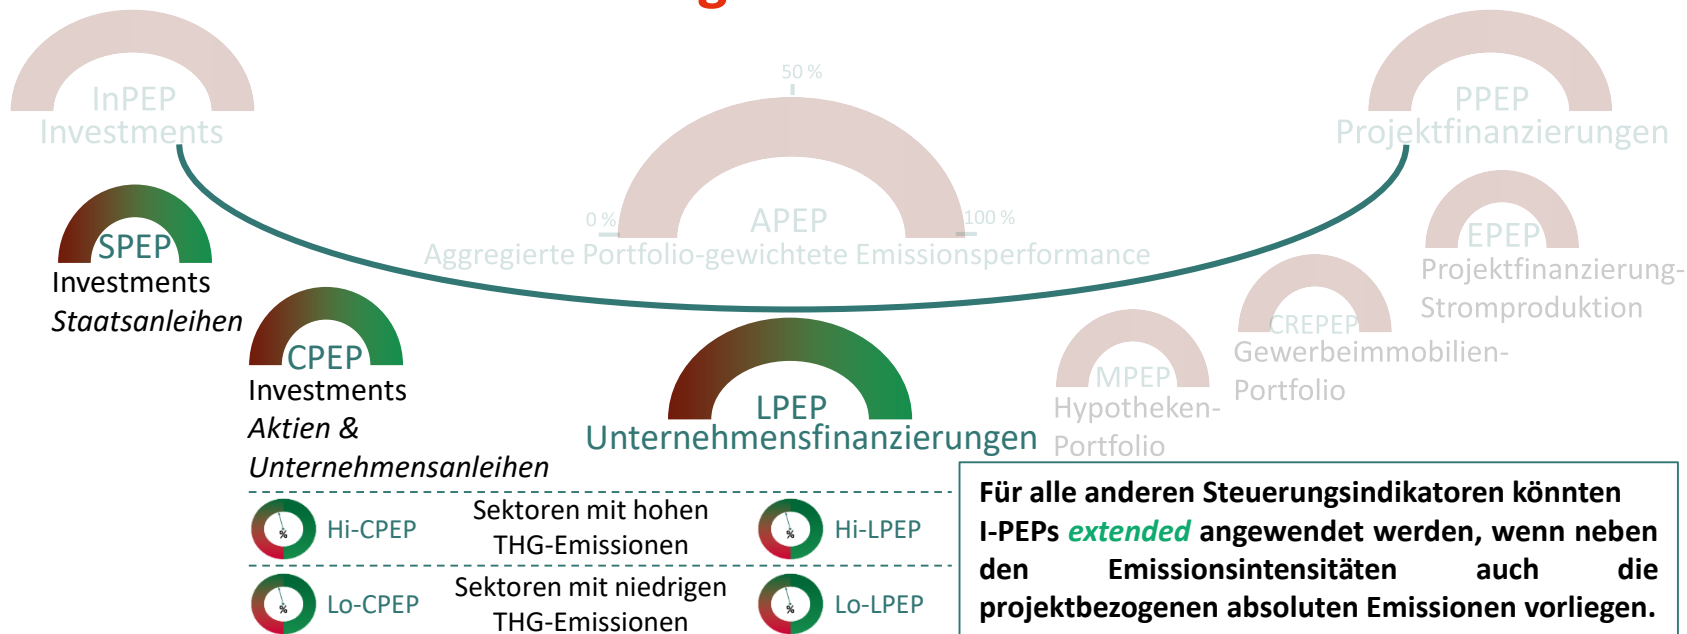 InPEP
Investments
50 %
0 %
100 %
APEP
Aggregierte Portfolio-gewichtete Emissionsperformance
PPEP
Projektfinanzierungen
SPEP
Investments
Staatsanleihen
CPEP
Investments
Aktien &
Unternehmensanleihen
LPEP
Unternehmensfinanzierungen
MPEP
Hypotheken-
Portfolio
CREPEP
Gewerbeimmobilien-
Portfolio
EPEP
Projektfinanzierung-
Stromproduktion
% Hi-CPEP
Sektoren mit hohen
THG-Emissionen
% Hi-LPEP
% Lo-CPEP
Sektoren mit niedrigen
THG-Emissionen
% Lo-LPEP
Für alle anderen Steuerungsindikatoren könnten
I-PEPs extended angewendet werden, wenn neben
den Emissionsintensitäten auch die
projektbezogenen absoluten Emissionen vorliegen.